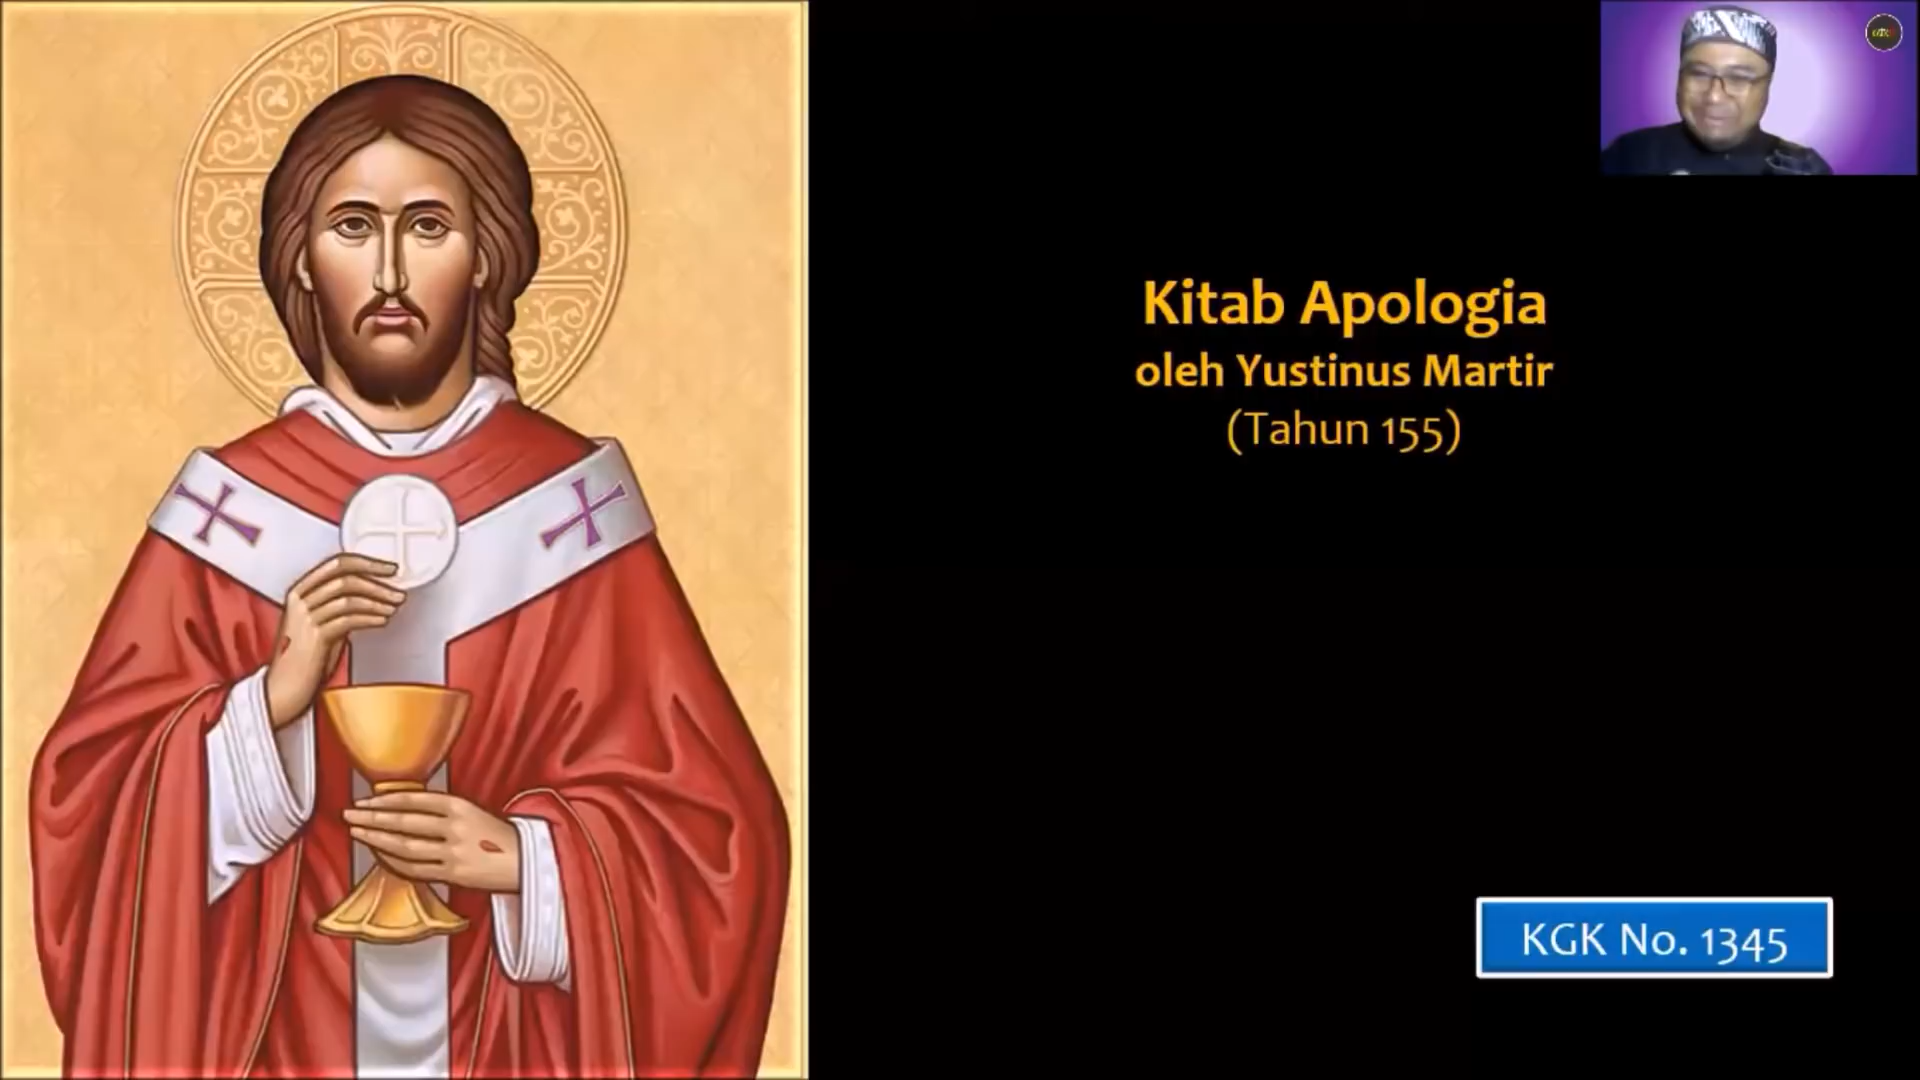 Kitab Apologia
oleh Yustinus Martir
(Tahun 155)
KGK No. 1345